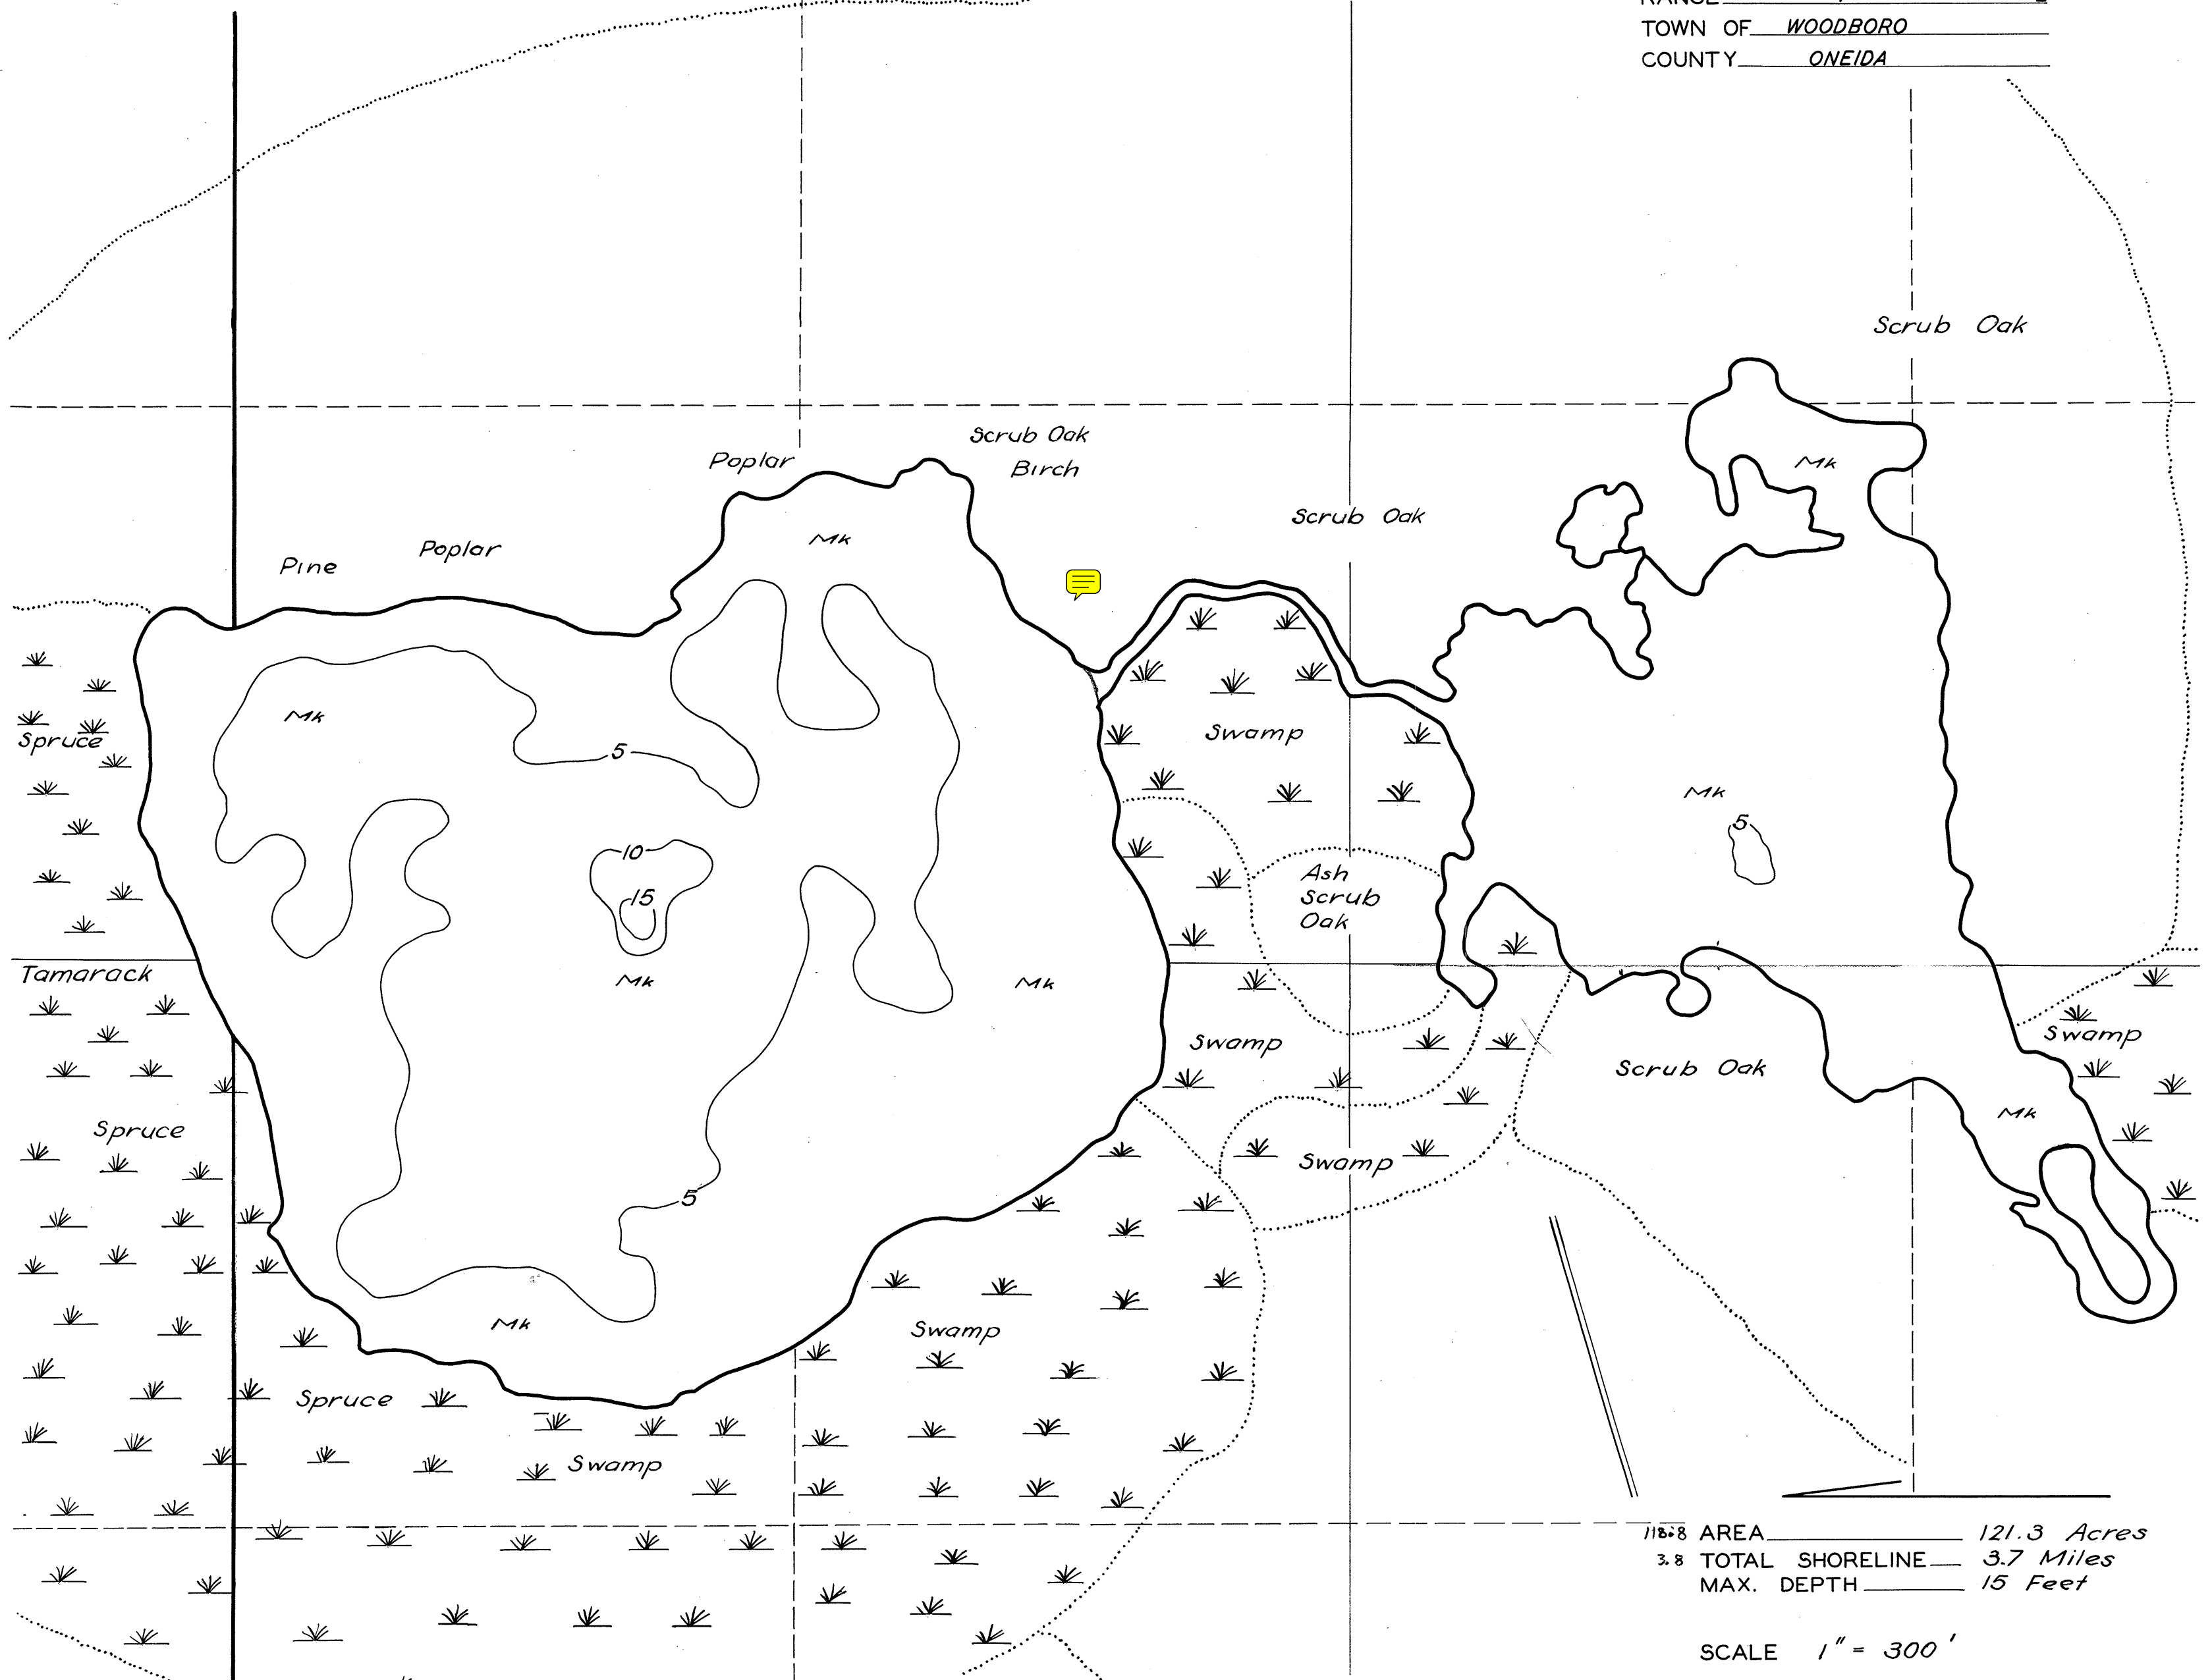 RANGE
TOWN OF WOODBORO
COUNTY ONEIDA
Scrub Oak
Scrub Oak
Birch
Poplar
Mk
Scrub Oak
Mk
Poplar
Pine
Mk
Spruce
5
Swamp
Mk
5
10
15
Ash
Scrub
Oak
Tamarack
Mk
Mk
Swamp
Swamp
Scrub Oak
Mk
Spruce
Swamp
5
Mk
Swamp
Spruce
Swamp
118.8 AREA 121.3 Acres
3.8 TOTAL SHORELINE 3.7 Miles
MAX. DEPTH 15 Feet
SCALE 1" = 300'